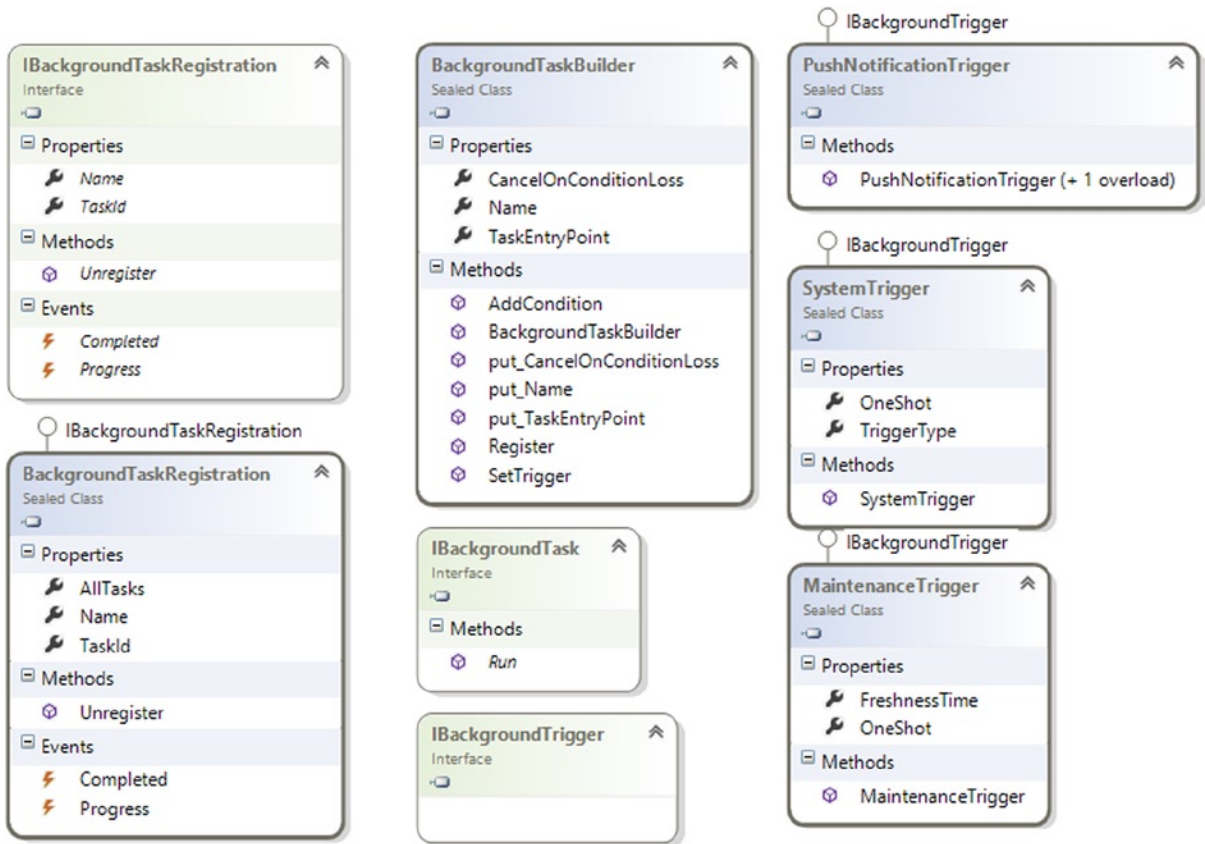 IBackgroundTaskRegistration
Interface
Properties
Name
TaskId
Methods
Unregister
Events
Completed
Progress
IBackgroundTaskRegistration
BackgroundTaskRegistration
Sealed Class
Properties
AllTasks
Name
TaskId
Methods
Unregister
Events
Completed
Progress
BackgroundTaskBuilder
Sealed Class
Properties
CancelOnConditionLoss
Name
TaskEntryPoint
Methods
AddCondition
BackgroundTaskBuilder
put_CancelOnConditionLoss
put_Name
put_TaskEntryPoint
Register
SetTrigger
IBackgroundTask
Interface
Methods
Run
IBackgroundTrigger
Interface
IBackgroundTrigger
PushNotificationTrigger
Sealed Class
Methods
PushNotificationTrigger (+ 1 overload)
IBackgroundTrigger
SystemTrigger
Sealed Class
Properties
OneShot
TriggerType
Methods
SystemTrigger
IBackgroundTrigger
MaintenanceTrigger
Sealed Class
Properties
FreshnessTime
OneShot
Methods
MaintenanceTrigger